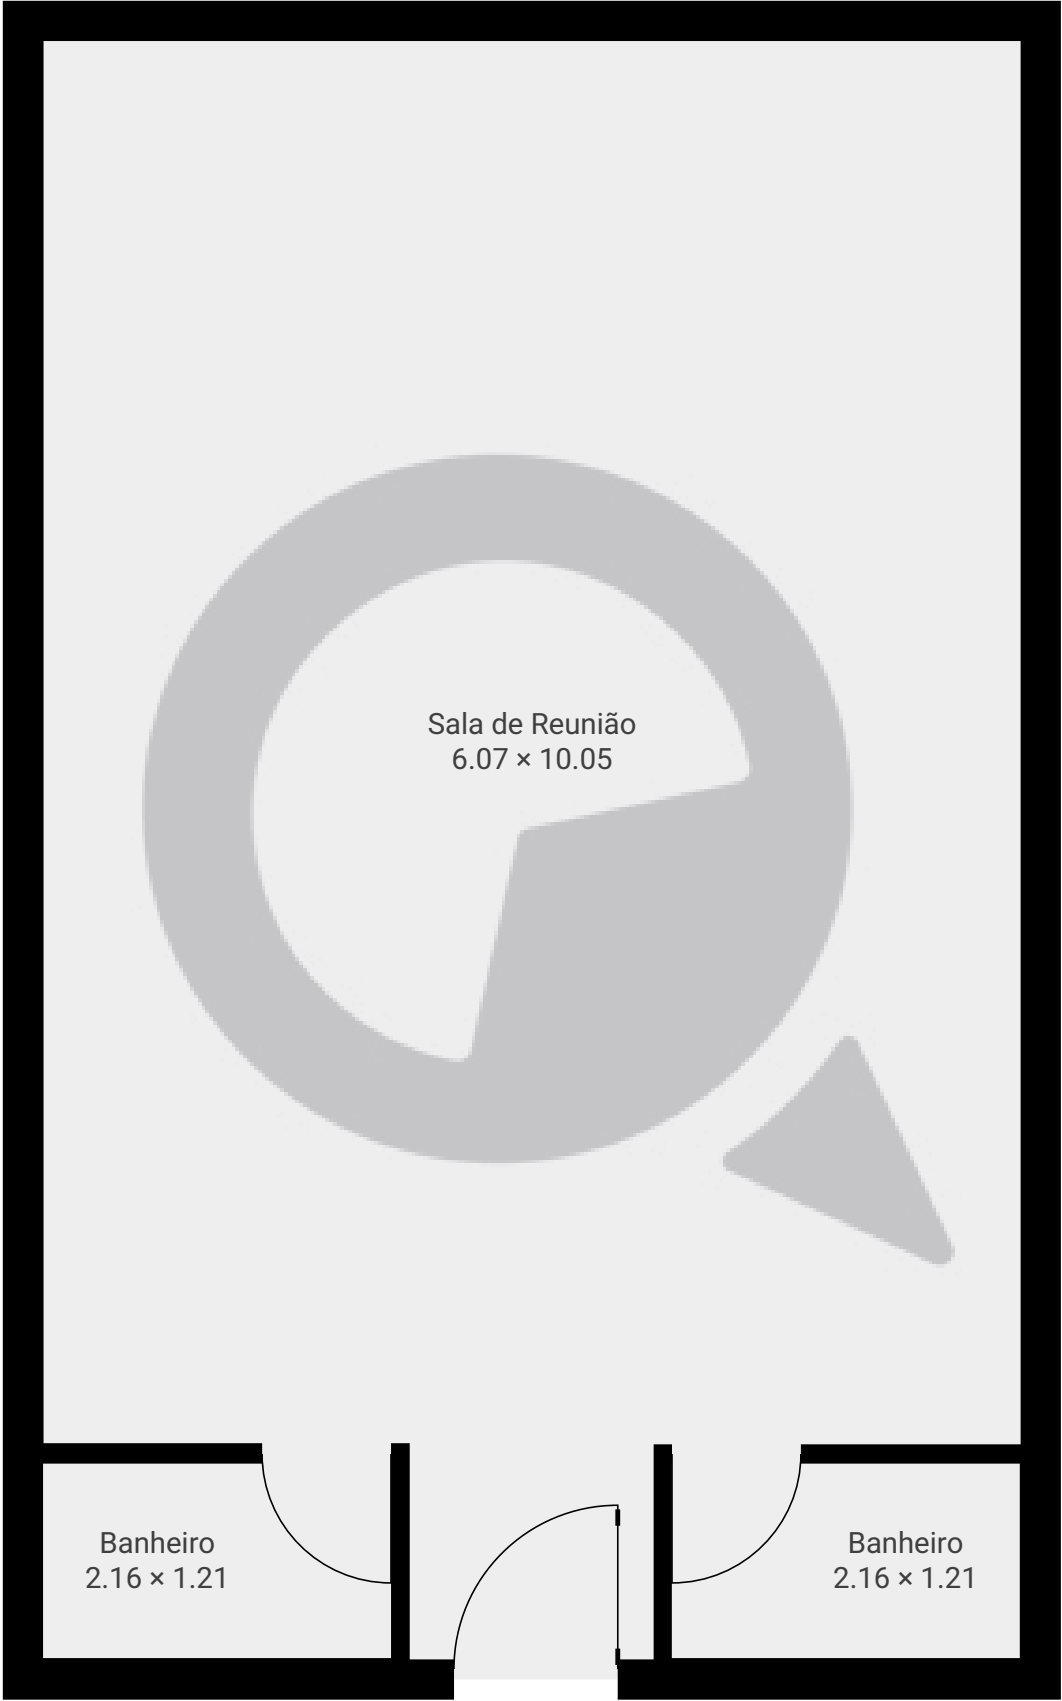 Sala de Reunião
6.07 × 10.05
Banheiro
2.16 × 1.21
Banheiro
2.16 × 1.21